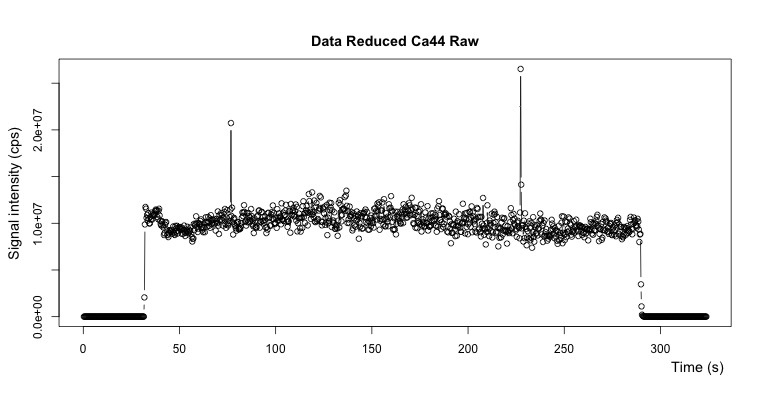 Data Reduced Ca44 Raw
Signal intensity (cps)
2.0e+07
1.0e+07
0.0e+00
0 50 100 150 200 250 300
Time (s)